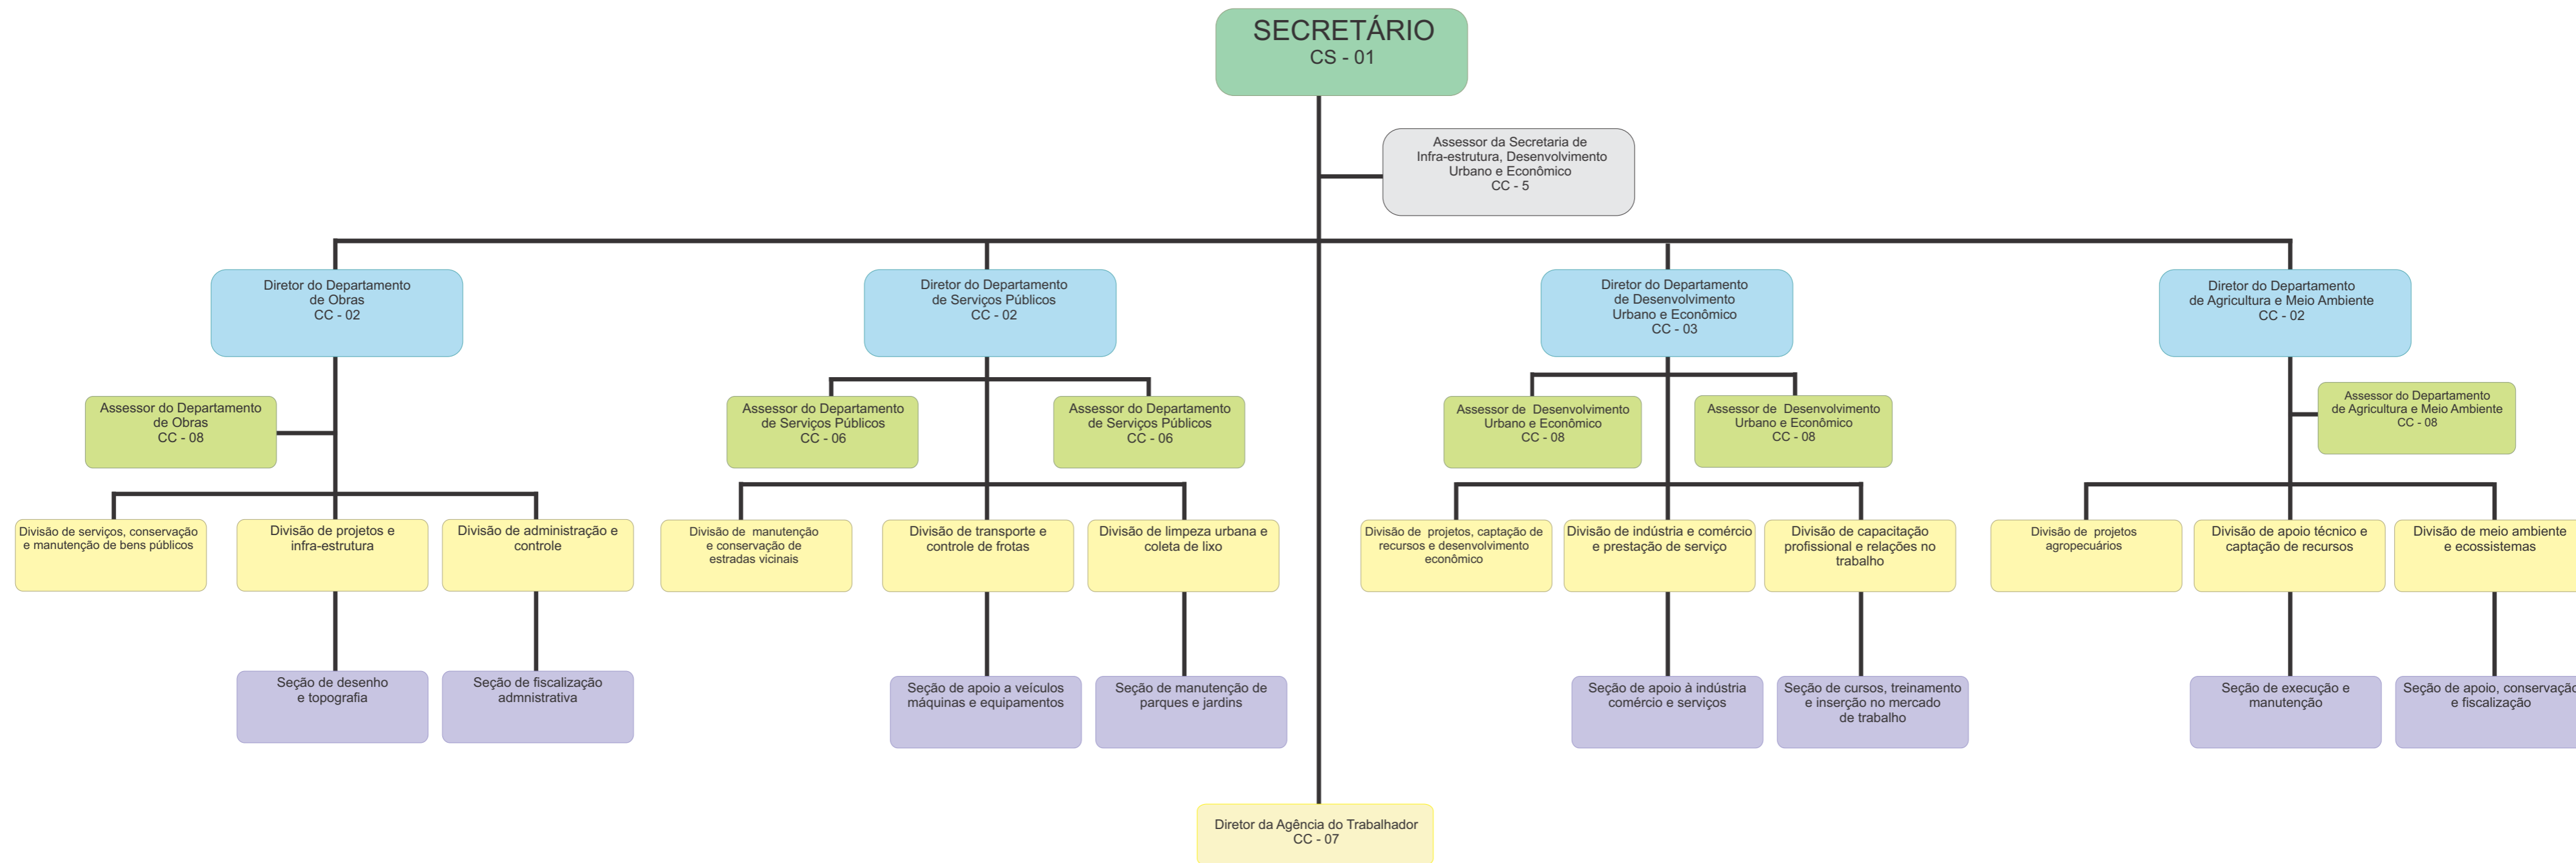 SECRETÁRIO
CS - 01
Assessor da Secretaria de
Infra-estrutura, Desenvolvimento
Urbano e Econômico
CC - 5
Diretor do Departamento
de Obras
CC - 02
Diretor do Departamento
de Serviços Públicos
CC - 02
Diretor do Departamento
de Desenvolvimento
Urbano e Econômico
CC - 03
Diretor do Departamento
de Agricultura e Meio Ambiente
CC - 02
Assessor do Departamento
de Obras
CC - 08
Assessor do Departamento
de Serviços Públicos
CC - 06
Assessor do Departamento
de Serviços Públicos
CC - 06
Assessor de Desenvolvimento
Urbano e Econômico
CC - 08
Assessor de Desenvolvimento
Urbano e Econômico
CC - 08
Assessor do Departamento
de Agricultura e Meio Ambiente
CC - 08
Divisão de serviços, conservação
e manutenção de bens públicos
Divisão de projetos e
infra-estrutura
Divisão de administração e
controle
Divisão de manutenção
e conservação de
estradas vicinais
Divisão de transporte e
controle de frotas
Divisão de limpeza urbana e
coleta de lixo
Divisão de projetos, captação de
recursos e desenvolvimento
econômico
Divisão de indústria e comércio
e prestação de serviço
Divisão de capacitação
profissional e relações no
trabalho
Divisão de projetos
agropecuários
Divisão de apoio técnico e
captação de recursos
Divisão de meio ambiente
e ecossistemas
Seção de desenho
e topografia
Seção de fiscalização
admnistrativa
Seção de apoio a veículos
máquinas e equipamentos
Seção de manutenção de
parques e jardins
Seção de apoio à indústria
comércio e serviços
Seção de cursos, treinamento
e inserção no mercado
de trabalho
Seção de execução e
manutenção
Seção de apoio, conservação
e fiscalização
Diretor da Agência do Trabalhador
CC - 07